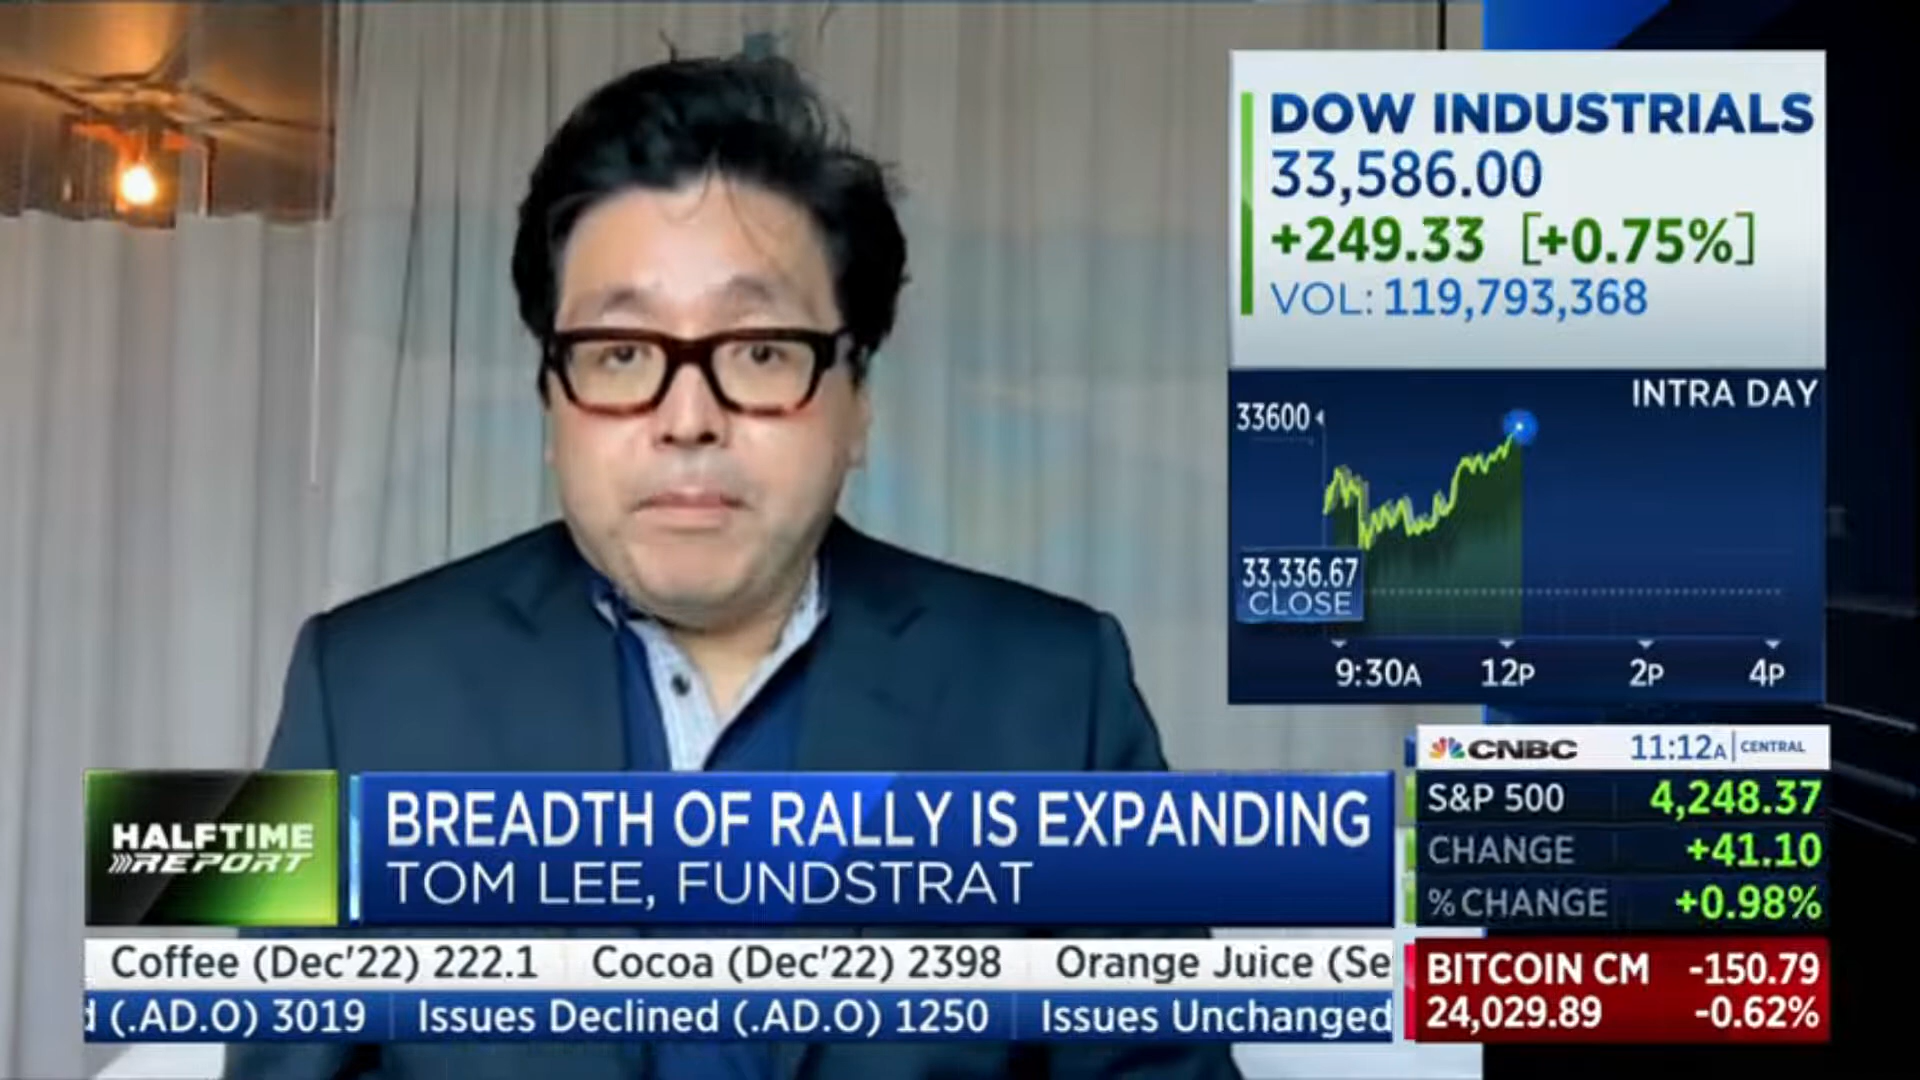 DOW INDUSTRIALS
33,586.00
+249.33 [+0.75%]
VOL: 119,793,368
INTRA DAY
33600
33,336.67
CLOSE
9:30A 12P 2P 4P
CNBC 11:12A CENTRAL
S&P 500 4,248.37
CHANGE +41.10
% CHANGE +0.98%
BITCOIN CM -150.79
24,029.89 -0.62%
HALFTIME
REPORT
BREADTH OF RALLY IS EXPANDING
TOM LEE, FUNDSTRAT
Coffee (Dec'22) 222.1 Cocoa (Dec'22) 2398 Orange Juice (Se
d (.AD.O) 3019 Issues Declined (.AD.O) 1250 Issues Unchanged